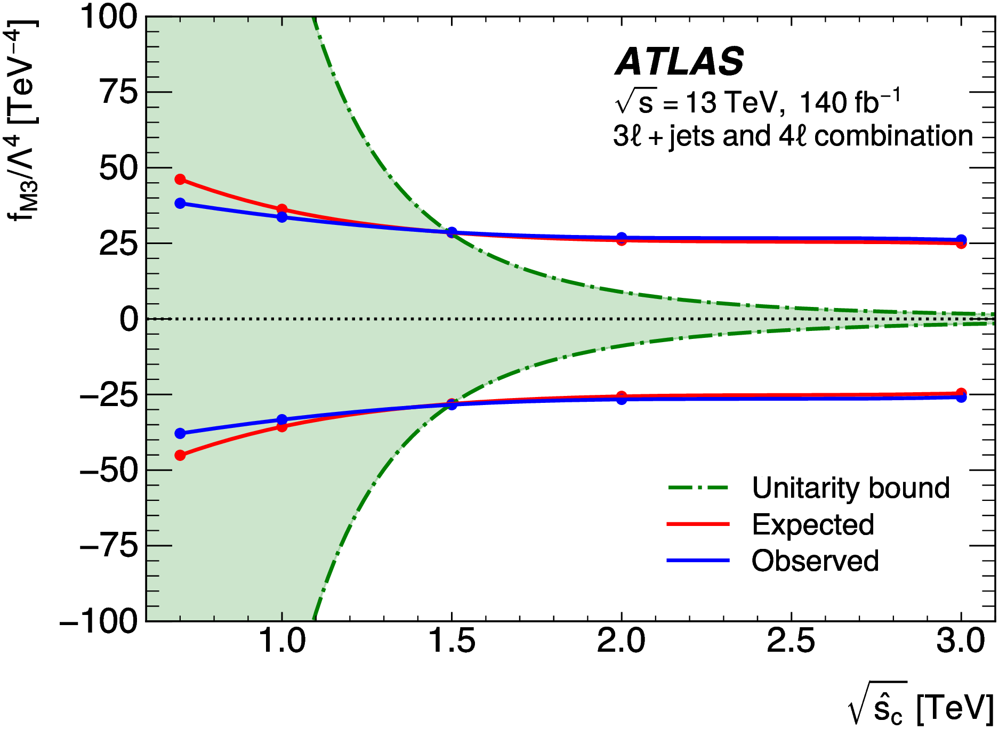 f_M3/Λ^4 [TeV^−4]
100
75
50
25
0
−25
−50
−75
−100
ATLAS
√s = 13 TeV, 140 fb^−1
3ℓ + jets and 4ℓ combination
Unitarity bound
Expected
Observed
1.0 1.5 2.0 2.5 3.0
√ŝ_c [TeV]